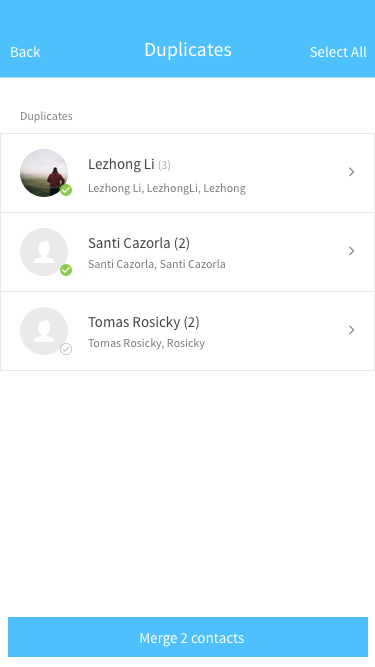 Back
Duplicates
Select All
Duplicates
Lezhong Li (3)
Lezhong Li, LezhongLi, Lezhong
Santi Cazorla (2)
Santi Cazorla, Santi Cazorla
Tomas Rosicky (2)
Tomas Rosicky, Rosicky
Merge 2 contacts